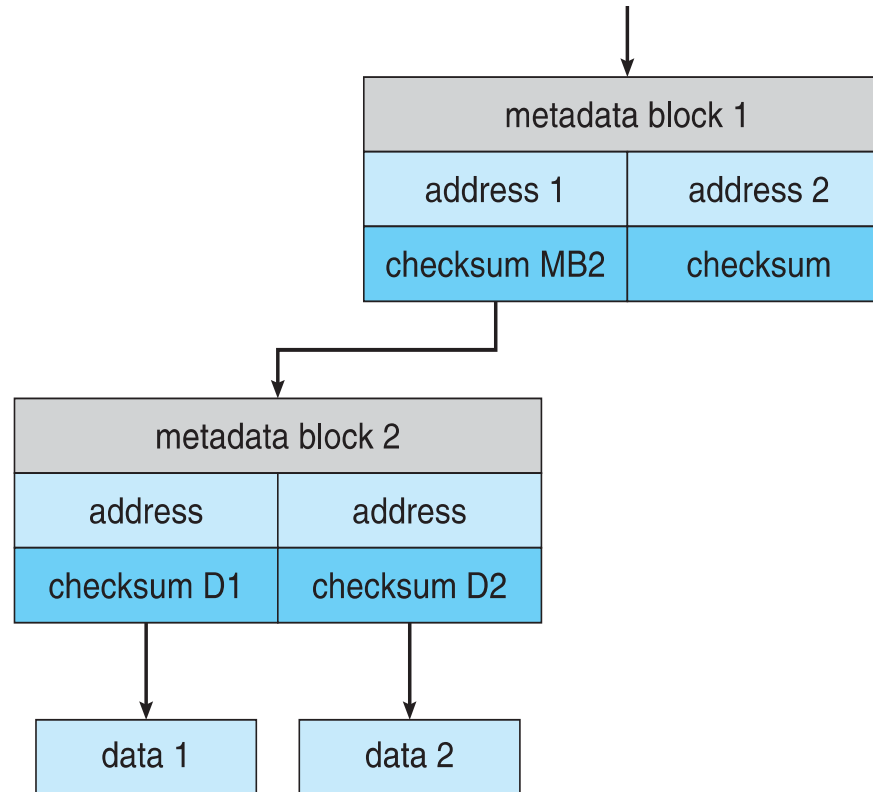 metadata block 1
address 1
address 2
checksum MB2
checksum
metadata block 2
address
address
checksum D1
checksum D2
data 1
data 2